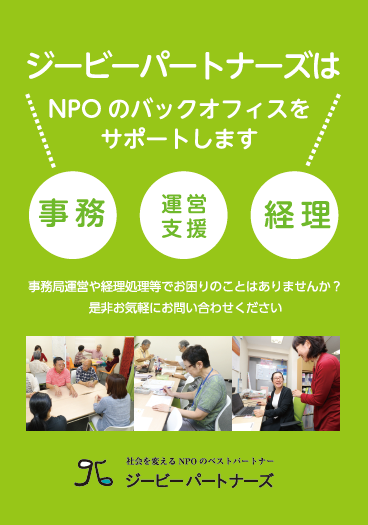 ジービーパートナーズは
NPOのバックオフィスを
サポートします
事務
運営
支援
経理
事務局運営や経理処理等でお困りのことはありませんか？
是非お気軽にお問い合わせください
社会を変えるNPOのベストパートナー
ジービーパートナーズ